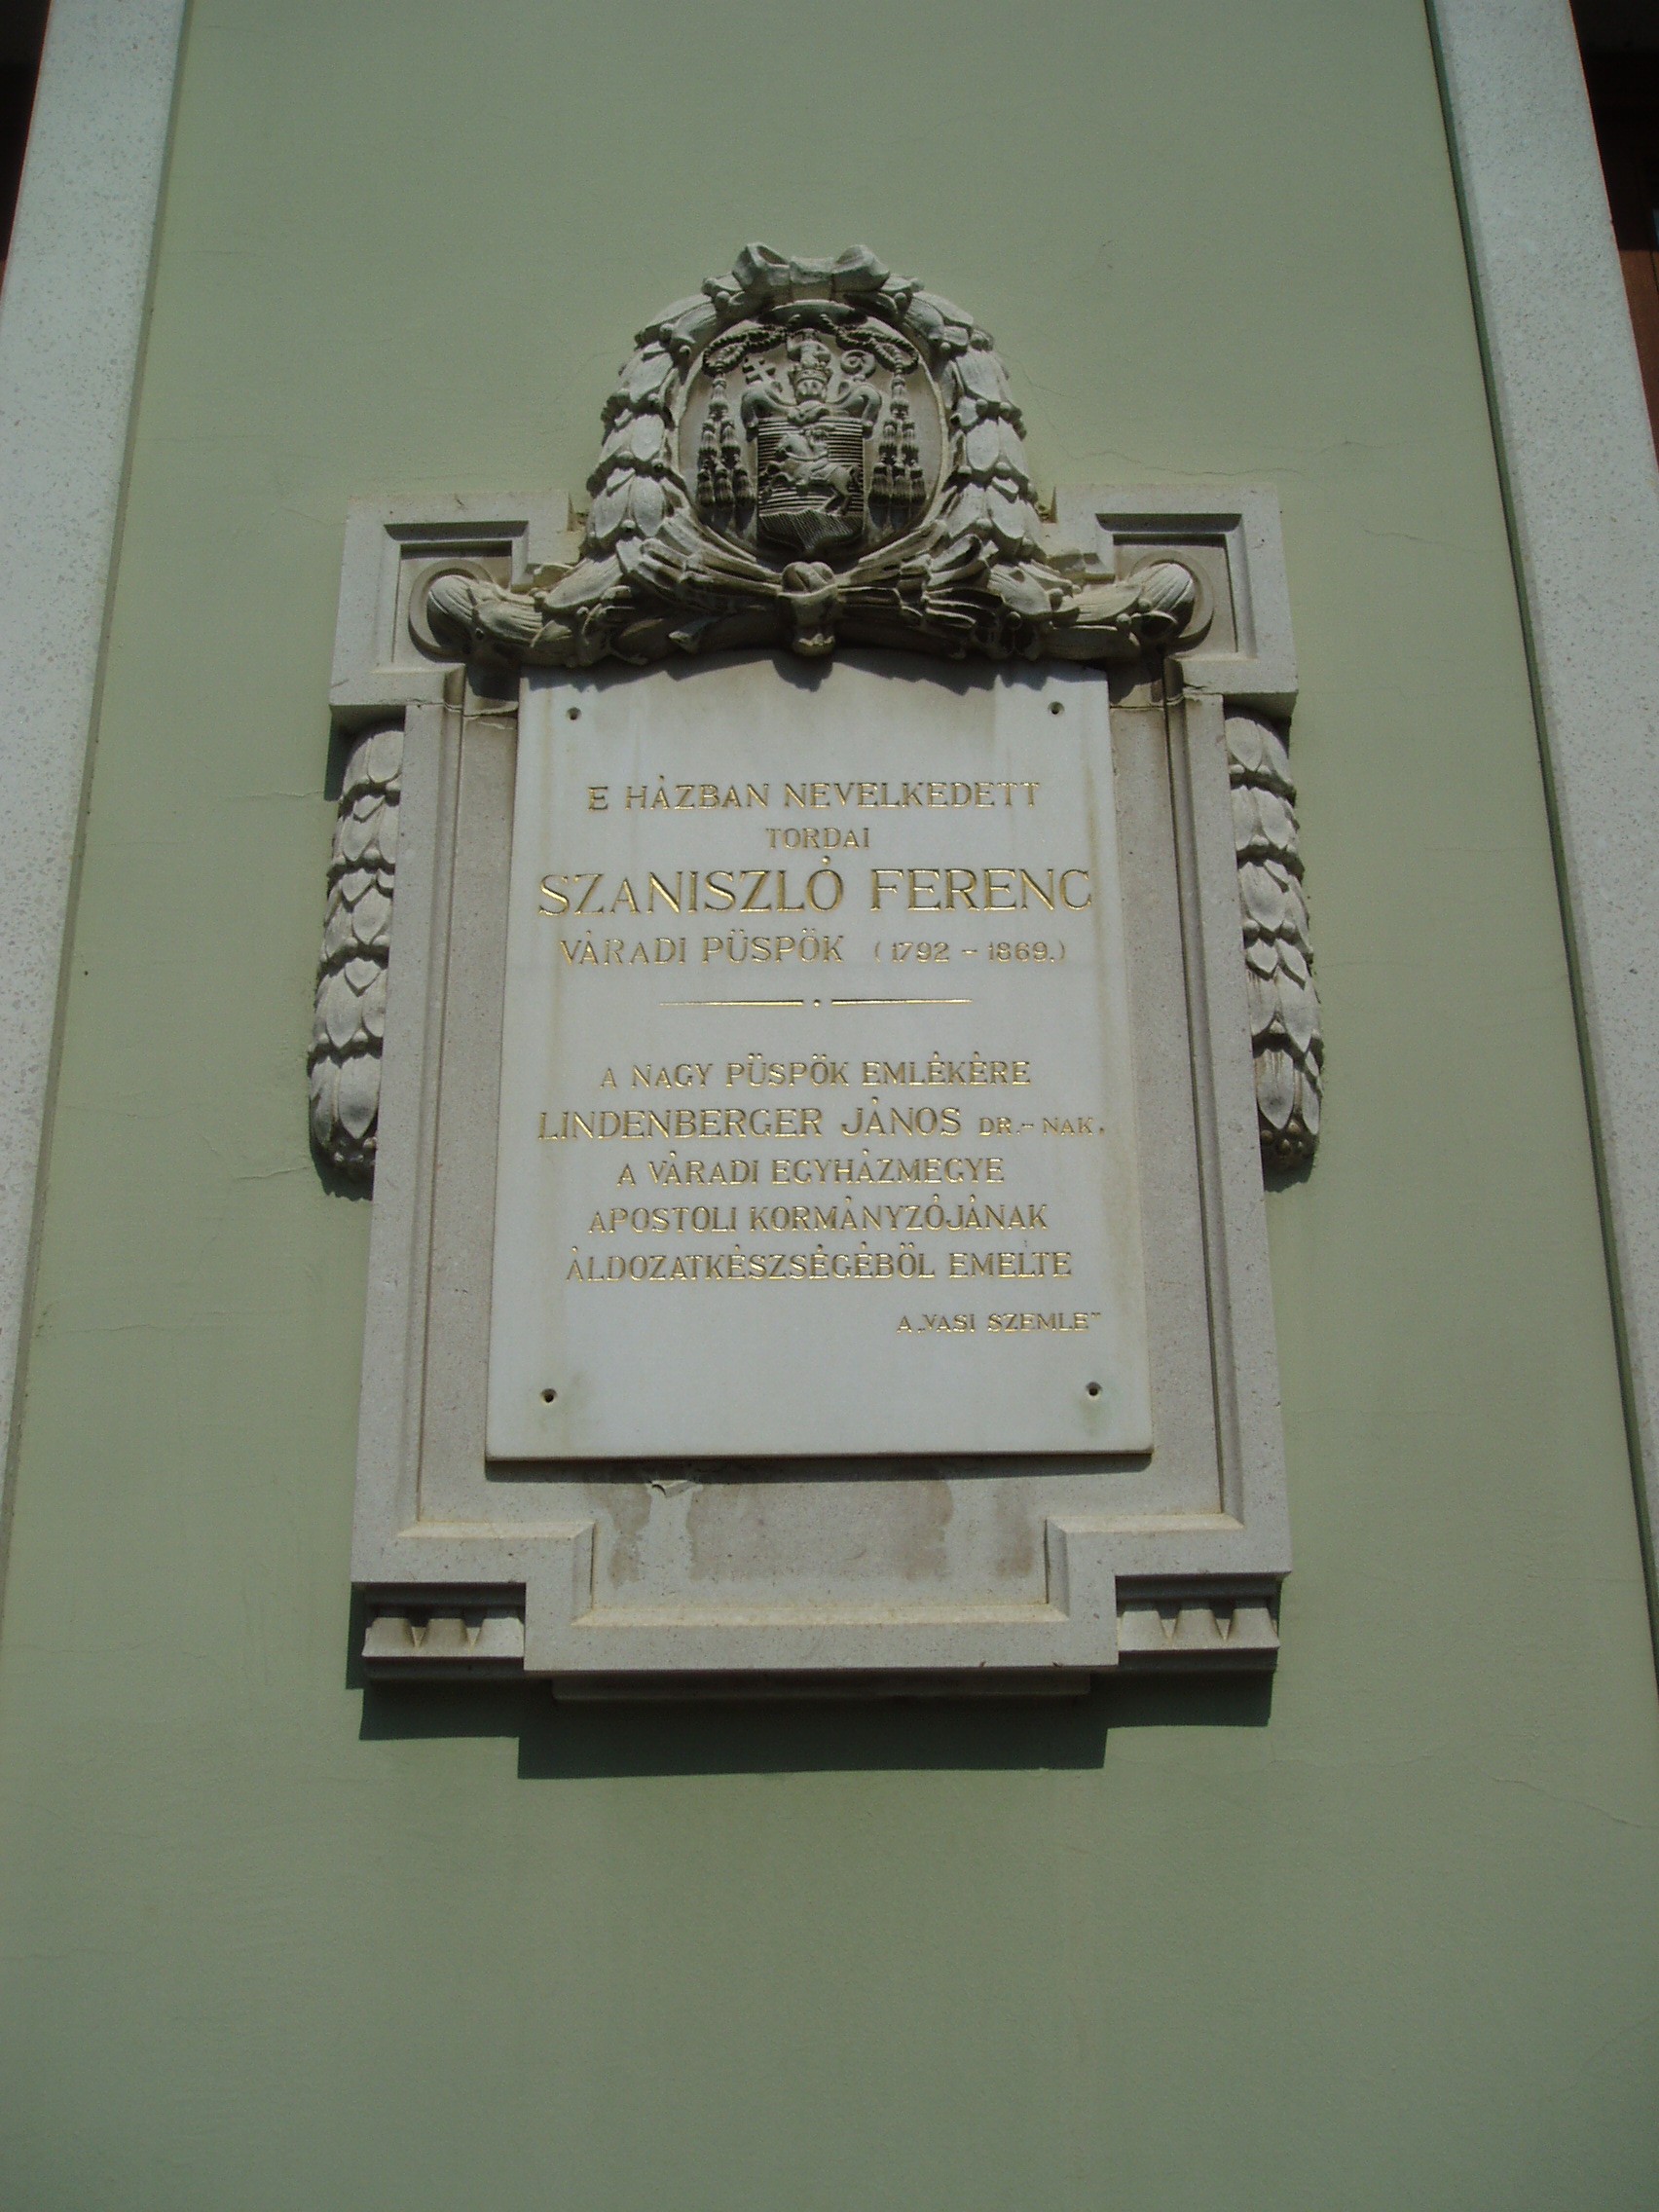 E HÁZBAN NEVELKEDETT
TORDAI
SZANISZLÓ FERENC
VÁRADI PÜSPÖK (1792 - 1869.)
A NAGY PÜSPÖK EMLÉKÉRE
LINDENBERGER JÁNOS DR.-NAK,
A VÁRADI EGYHÁZMEGYE
APOSTOLI KORMÁNYZÓJÁNAK
ÁLDOZATKÉSZSÉGÉBÖL EMELTE
A „VASI SZEMLE”